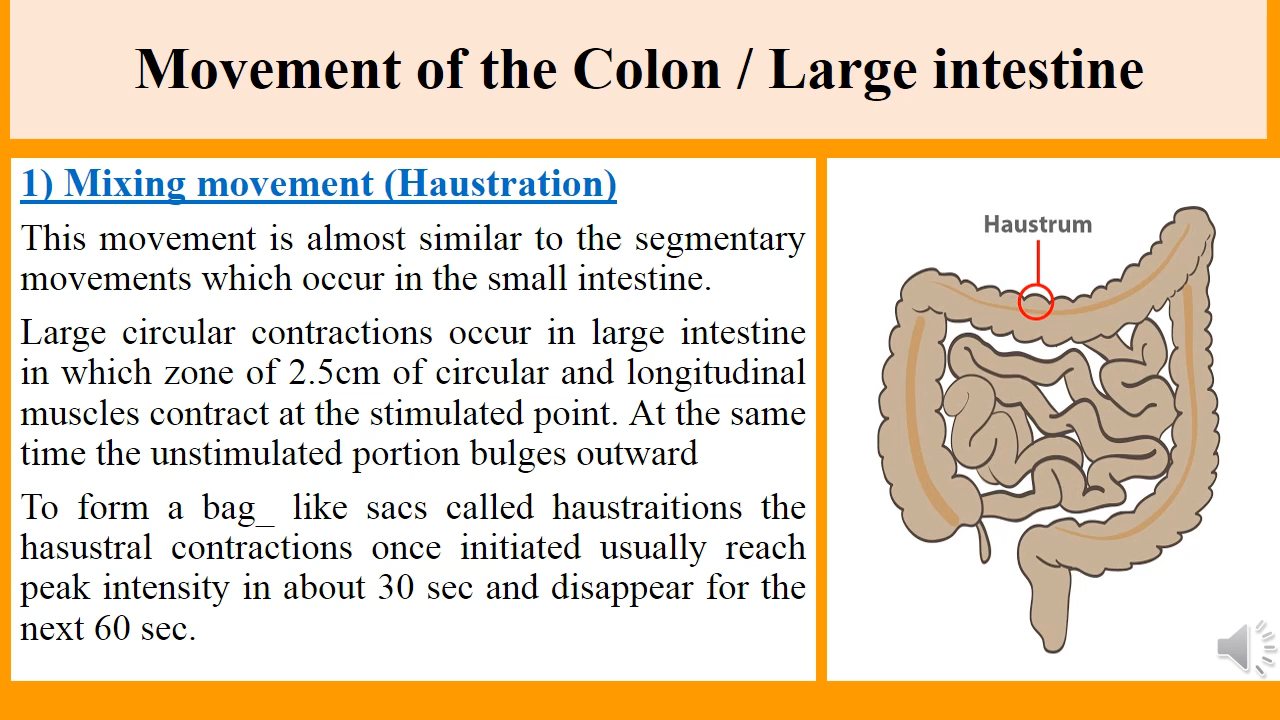 Movement of the Colon / Large intestine
1) Mixing movement (Haustration)
This movement is almost similar to the segmentary
movements which occur in the small intestine.
Large circular contractions occur in large intestine
in which zone of 2.5cm of circular and longitudinal
muscles contract at the stimulated point. At the same
time the unstimulated portion bulges outward
To form a bag_ like sacs called haustraitions the
hasustral contractions once initiated usually reach
peak intensity in about 30 sec and disappear for the
next 60 sec.
Haustrum